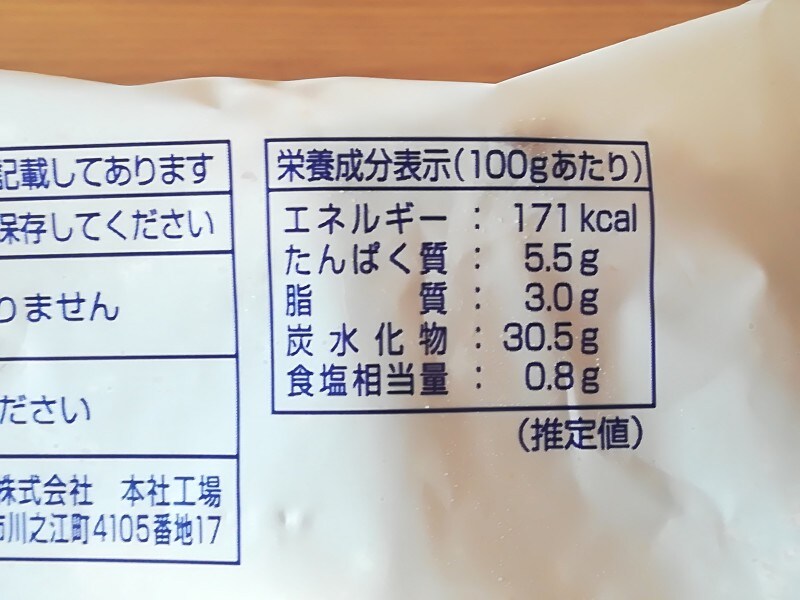 記載してあります
保存してください
りません
ださい
株式会社 本社工場
市川之江町4105番地17
栄養成分表示(100gあたり)
エネルギー : 171kcal
たんぱく質 : 5.5g
脂質 : 3.0g
炭水化物 : 30.5g
食塩相当量 : 0.8g
(推定値)